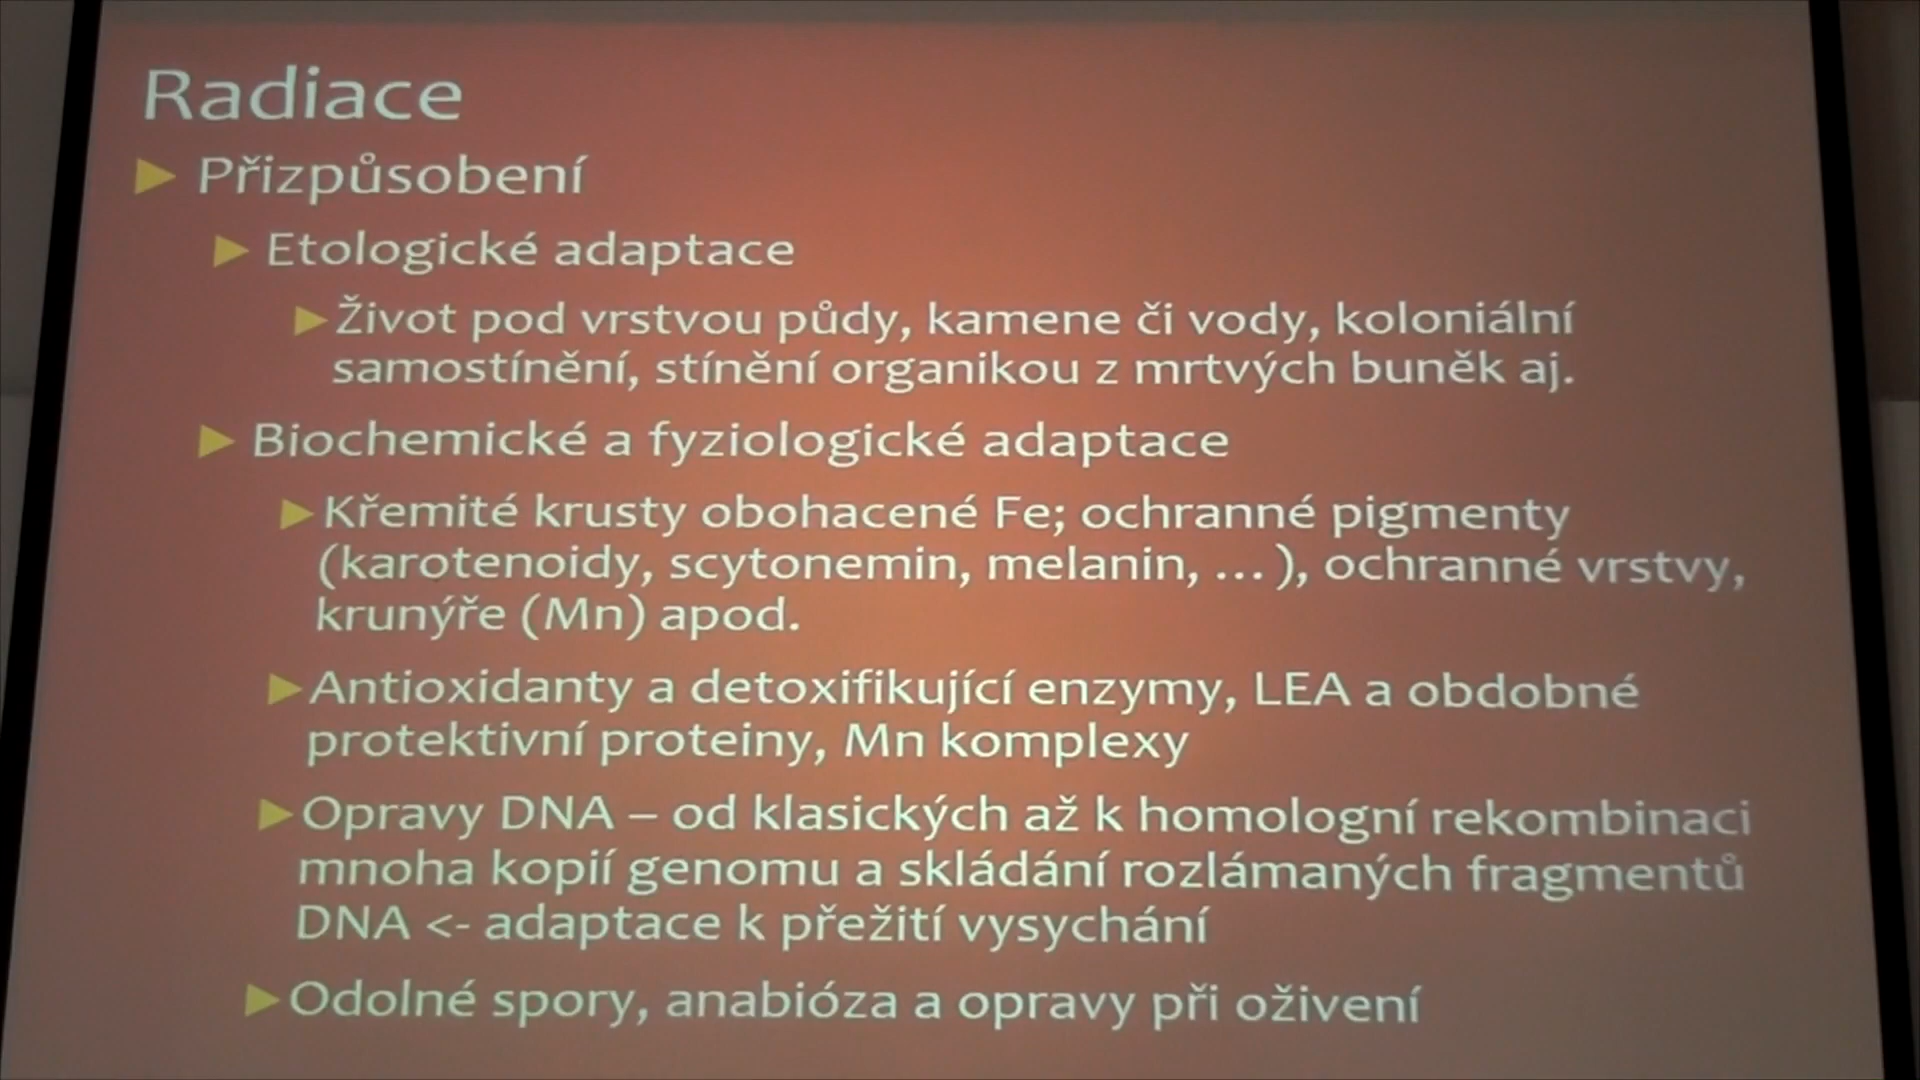 Radiace
Přizpůsobení
Etologické adaptace
Život pod vrstvou půdy, kamene či vody, koloniální
samostínění, stínění organikou z mrtvých buněk aj.
Biochemické a fyziologické adaptace
Křemité krusty obohacené Fe; ochranné pigmenty
(karotenoidy, scytonemin, melanin, ... ), ochranné vrstvy,
krunýře (Mn) apod.
Antioxidanty a detoxifikující enzymy, LEA a obdobné
protektivní proteiny, Mn komplexy
Opravy DNA – od klasických až k homologní rekombinaci
mnoha kopií genomu a skládání rozlámaných fragmentů
DNA <- adaptace k přežití vysychání
Odolné spory, anabióza a opravy při oživení